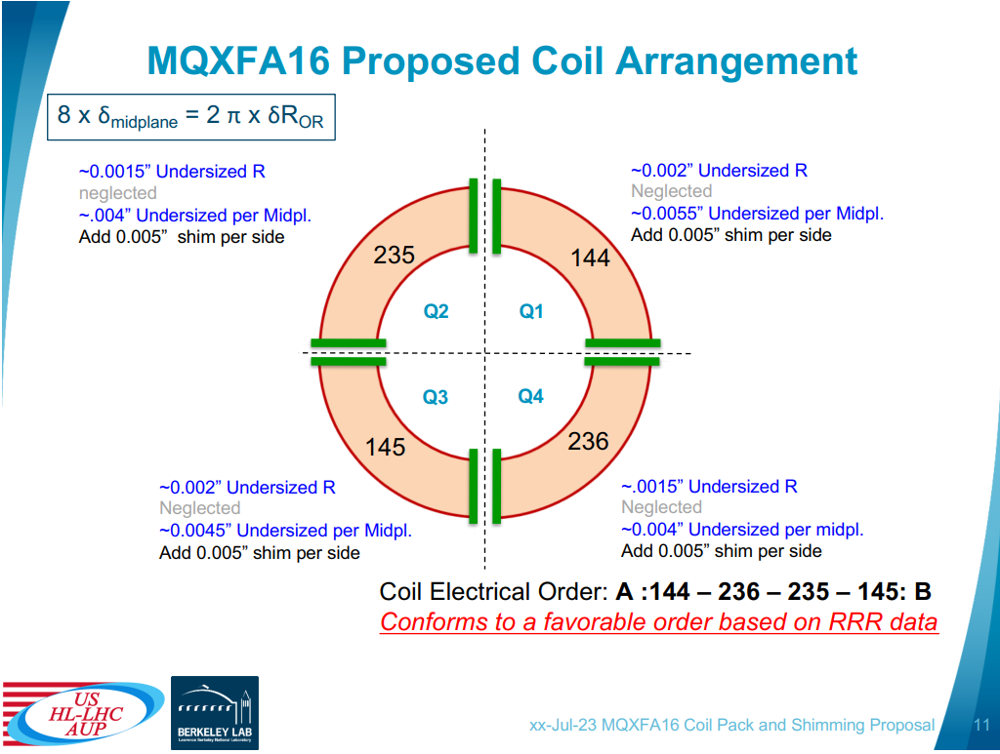 MQXFA16 Proposed Coil Arrangement
8 x δmidplane = 2 π x δROR
~0.0015” Undersized R
neglected
~.004” Undersized per Midpl.
Add 0.005”  shim per side
~0.002” Undersized R
Neglected
~0.0055” Undersized per Midpl.
Add 0.005” shim per side
235
144
Q2
Q1
Q3
Q4
145
236
~0.002” Undersized R
Neglected
~0.0045” Undersized per Midpl.
Add 0.005” shim per side
~.0015” Undersized R
Neglected
~0.004” Undersized per midpl.
Add 0.005” shim per side
Coil Electrical Order: A :144 – 236 – 235 – 145: B
Conforms to a favorable order based on RRR data
US
HL-LHC
AUP
BERKELEY LAB
Lawrence Berkeley National Laboratory
xx-Jul-23 MQXFA16 Coil Pack and Shimming Proposal
11